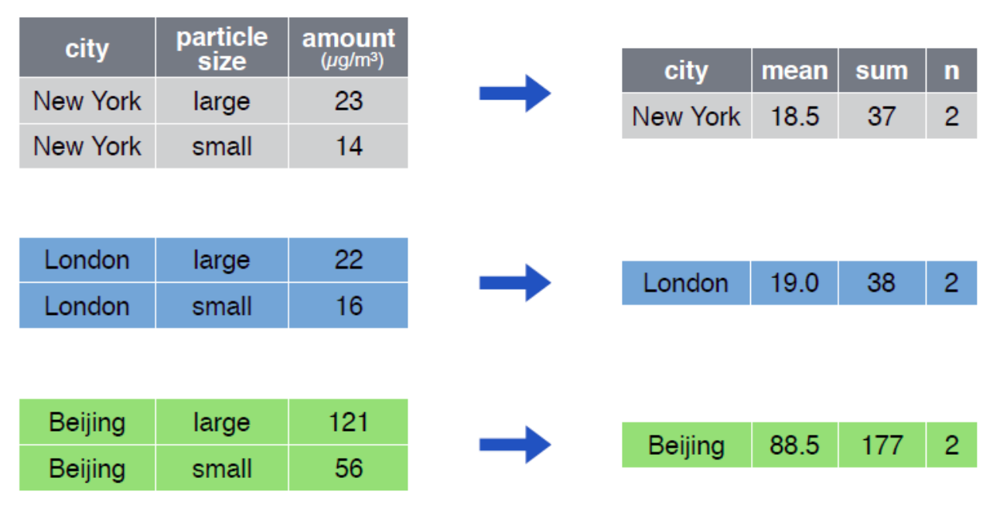 city particle size amount (µg/m³)
New York large 23
New York small 14
city mean sum n
New York 18.5 37 2
London large 22
London small 16
London 19.0 38 2
Beijing large 121
Beijing small 56
Beijing 88.5 177 2